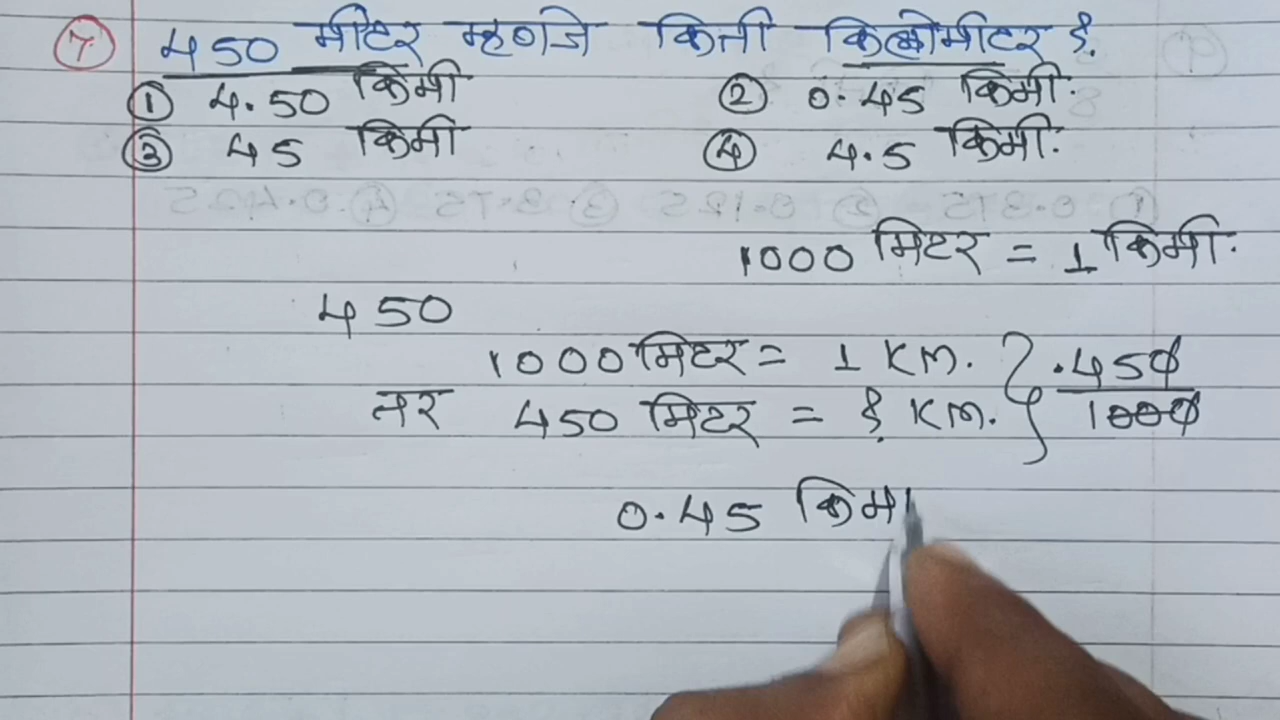 7. 450 मीटर म्हणजे किती किलोमीटर ?
① 4.50 किमी ② 0.45 किमी.
③ 45 किमी ④ 4.5 किमी.
1000 मिटर = 1 किमी.
450
1000 मिटर = 1 KM. } .450
तर 450 मिटर = ? KM. 1000
0.45 किमी